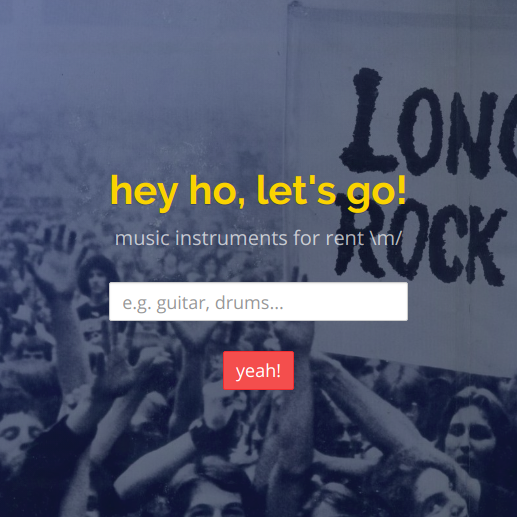 LONG
ROCK
hey ho, let's go!
music instruments for rent \m/
e.g. guitar, drums...
yeah!